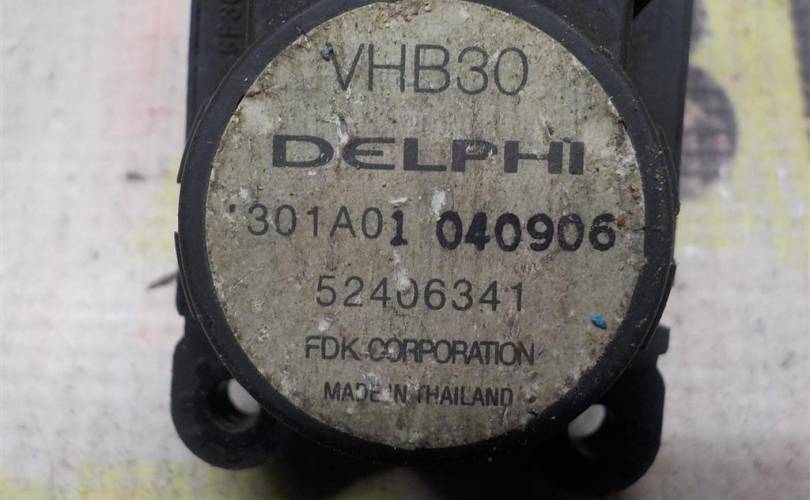 VHB30
DELPHI
301A01 040906
52406341
FDK CORPORATION
MADE IN THAILAND